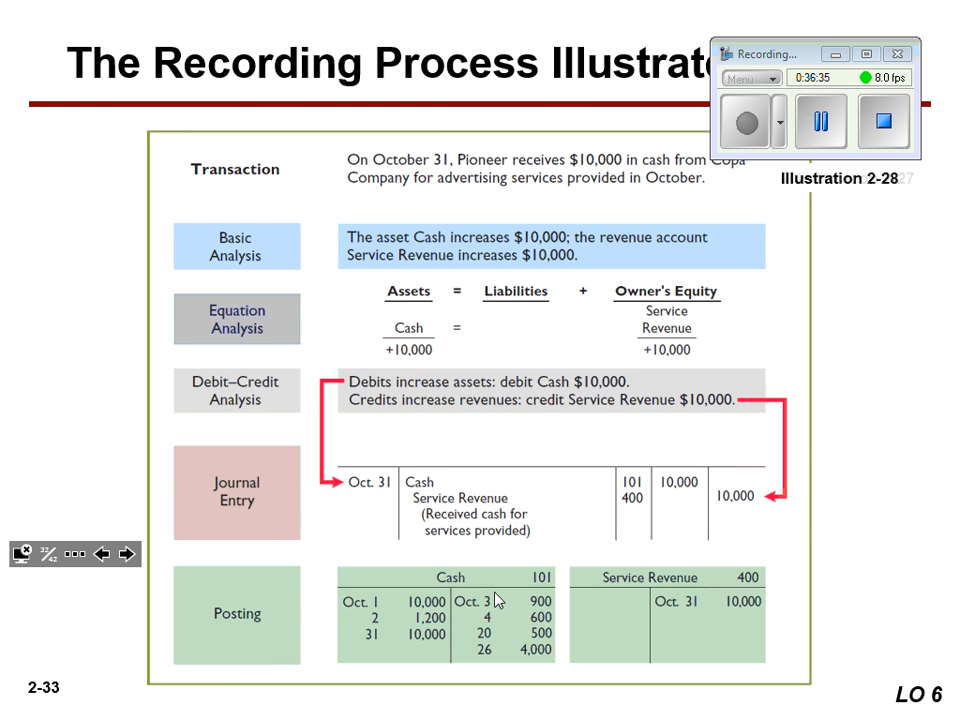 The Recording Process Illustrat
Recording...
Menu
0:36:35
8.0 fps
Illustration 2-28
27
Transaction
On October 31, Pioneer receives $10,000 in cash from Copa
Company for advertising services provided in October.
Basic
Analysis
The asset Cash increases $10,000; the revenue account
Service Revenue increases $10,000.
Equation
Analysis
Assets = Liabilities + Owner's Equity
Service
Cash = Revenue
+10,000 +10,000
Debit–Credit
Analysis
Debits increase assets: debit Cash $10,000.
Credits increase revenues: credit Service Revenue $10,000.
Journal
Entry
Oct. 31 Cash 101 10,000
Service Revenue 400 10,000
(Received cash for
services provided)
32/42
Posting
Cash 101
Oct. 1 10,000 Oct. 3 900
2 1,200 4 600
31 10,000 20 500
26 4,000
Service Revenue 400
Oct. 31 10,000
2-33
LO 6